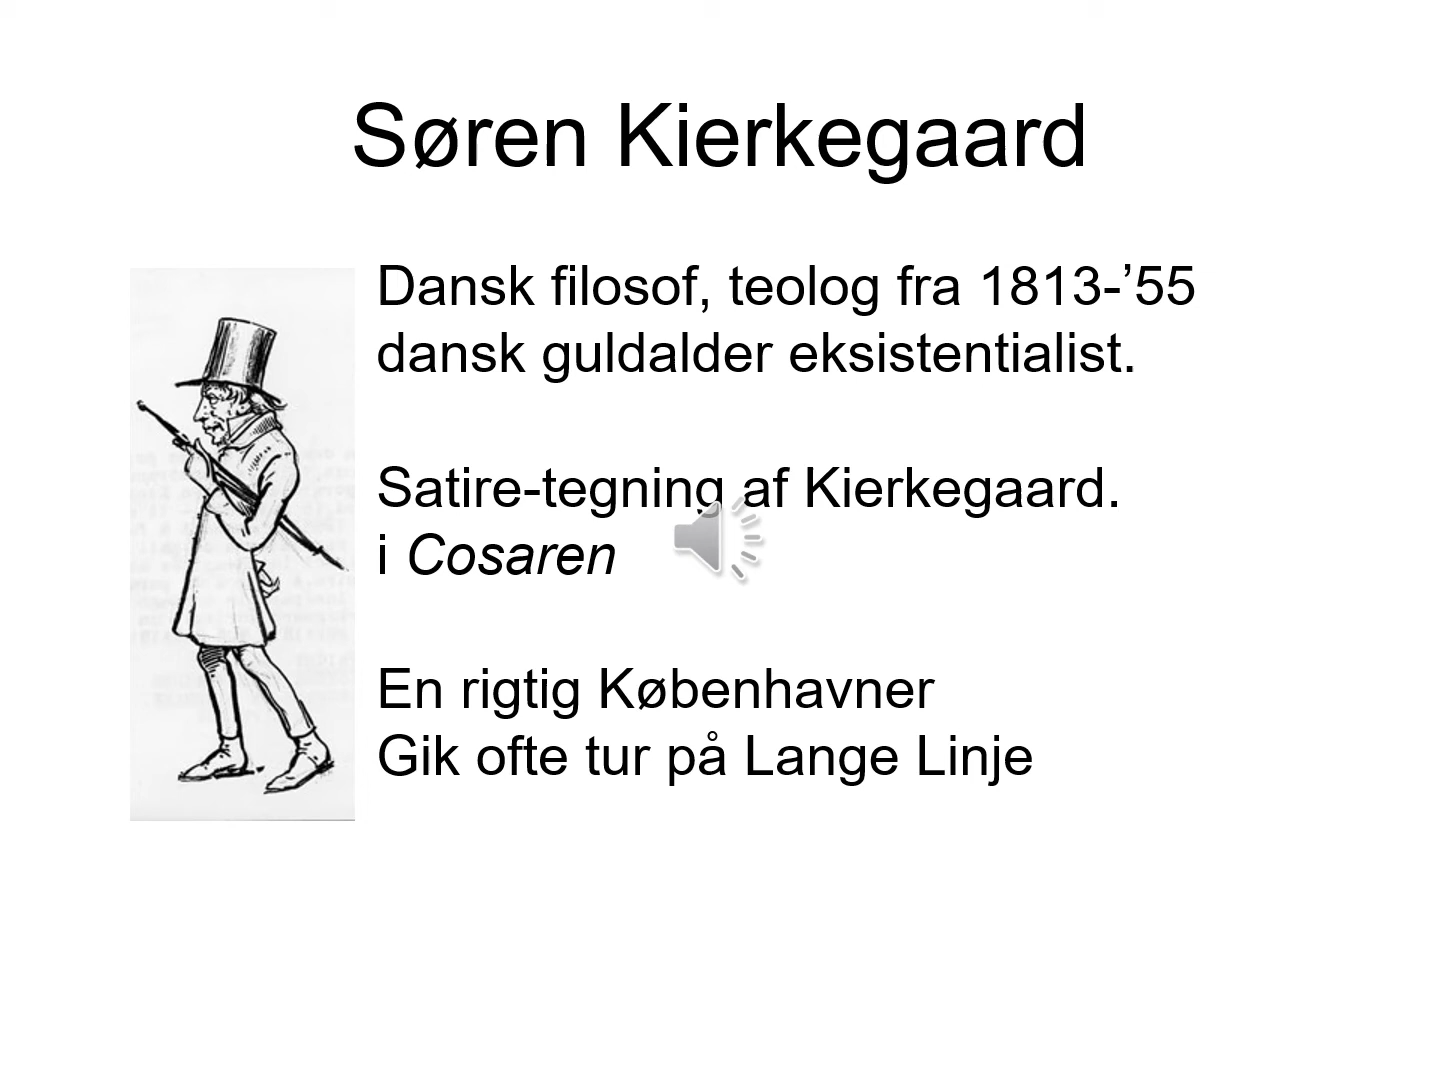 Søren Kierkegaard
Dansk filosof, teolog fra 1813-’55
dansk guldalder eksistentialist.
Satire-tegning af Kierkegaard.
i Cosaren
En rigtig Københavner
Gik ofte tur på Lange Linje